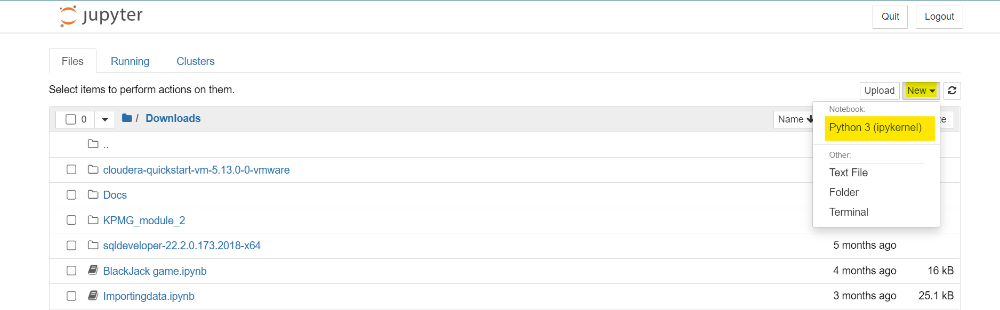 jupyter
Quit
Logout
Files
Running
Clusters
Select items to perform actions on them.
Upload
New
0
/ Downloads
Name
Notebook:
Python 3 (ipykernel)
Other:
Text File
Folder
Terminal
..
cloudera-quickstart-vm-5.13.0-0-vmware
Docs
KPMG_module_2
sqldeveloper-22.2.0.173.2018-x64 5 months ago
BlackJack game.ipynb 4 months ago 16 kB
Importingdata.ipynb 3 months ago 25.1 kB